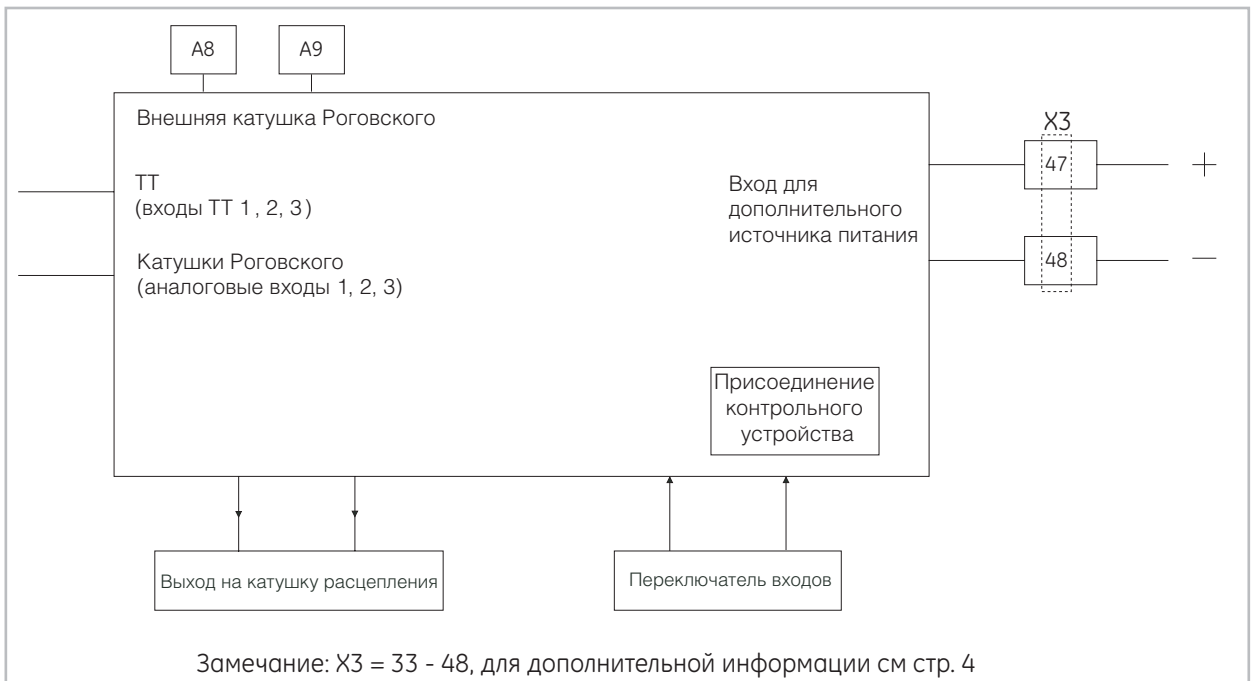 A8
A9
Внешняя катушка Роговского
X3
ТТ
(входы ТТ 1, 2, 3)
47
+
Вход для
дополнительного
источника питания
Катушки Роговского
(аналоговые входы 1, 2, 3)
48
—
Присоединение
контрольного
устройства
Выход на катушку расцепления
Переключатель входов
Замечание: X3 = 33 - 48, для дополнительной информации см стр. 4